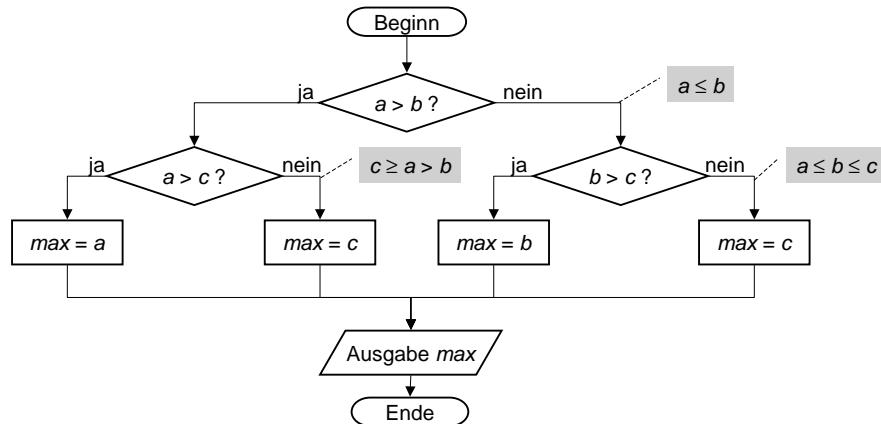 Beginn
ja
a > b ?
nein
a ≤ b
ja
a > c ?
nein
c ≥ a > b
ja
b > c ?
nein
a ≤ b ≤ c
max = a
max = c
max = b
max = c
Ausgabe max
Ende